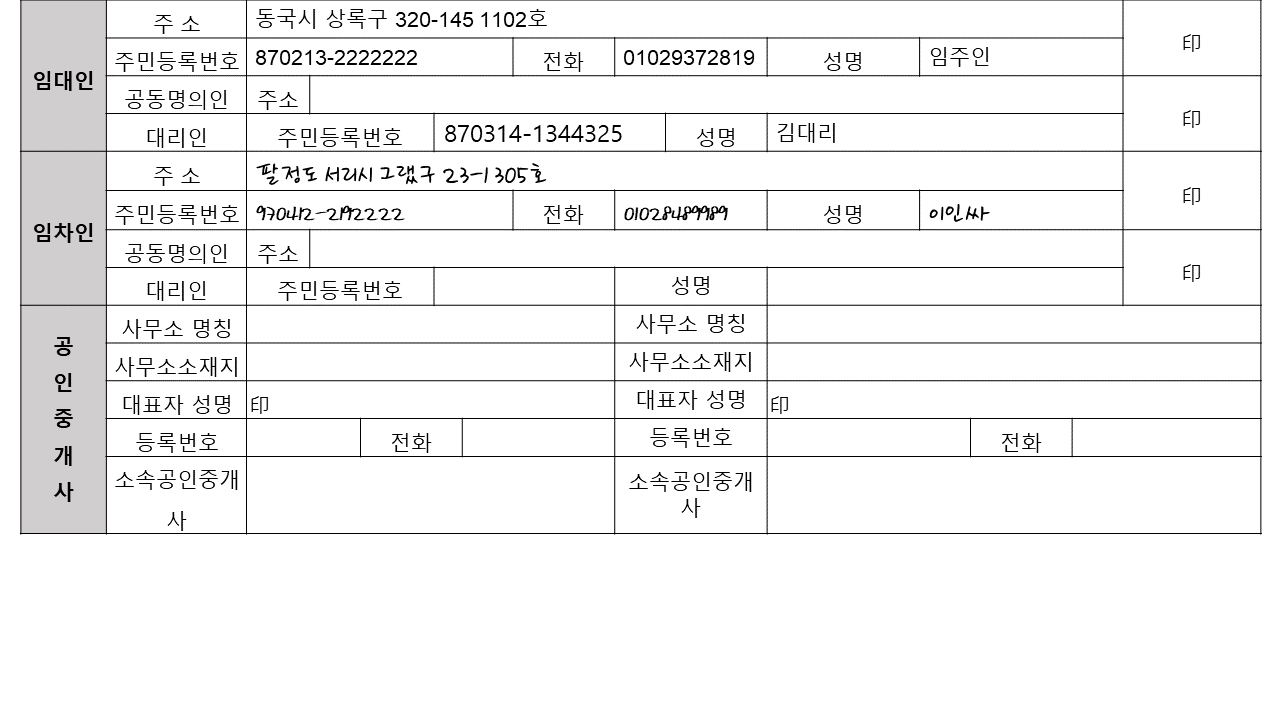 임대인
주 소 동국시 상록구 320-145 1102호 印
주민등록번호 870213-2222222 전화 01029372819 성명 임주인
공동명의인 주소 印
대리인 주민등록번호 870314-1344325 성명 김대리
임차인
주 소 팔정도 서리시 그랬구 23-1 305호 印
주민등록번호 970412-2192222 전화 01028489989 성명 이인싸
공동명의인 주소 印
대리인 주민등록번호 성명
공
인
중
개
사
사무소 명칭 사무소 명칭
사무소소재지 사무소소재지
대표자 성명 印 대표자 성명 印
등록번호 전화 등록번호 전화
소속공인중개 소속공인중개
사 사